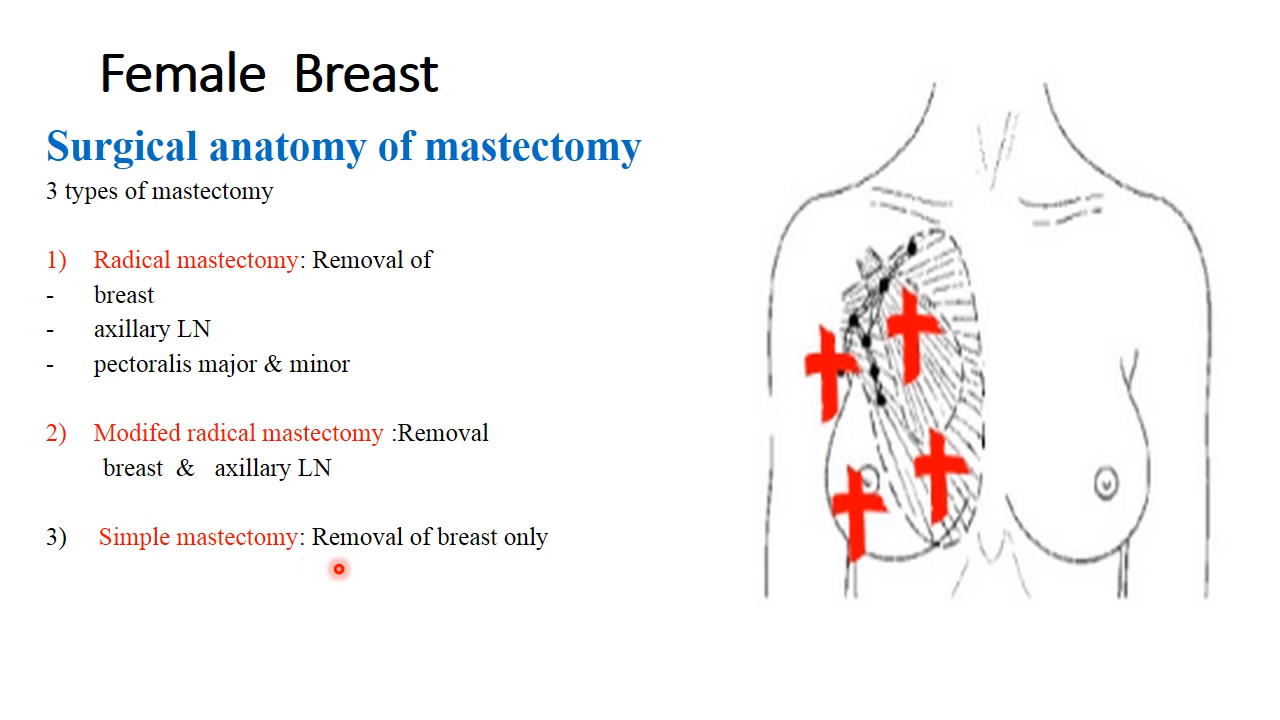 Female Breast
Surgical anatomy of mastectomy
3 types of mastectomy
1) Radical mastectomy: Removal of
- breast
- axillary LN
- pectoralis major & minor
2) Modifed radical mastectomy :Removal
breast & axillary LN
3) Simple mastectomy: Removal of breast only